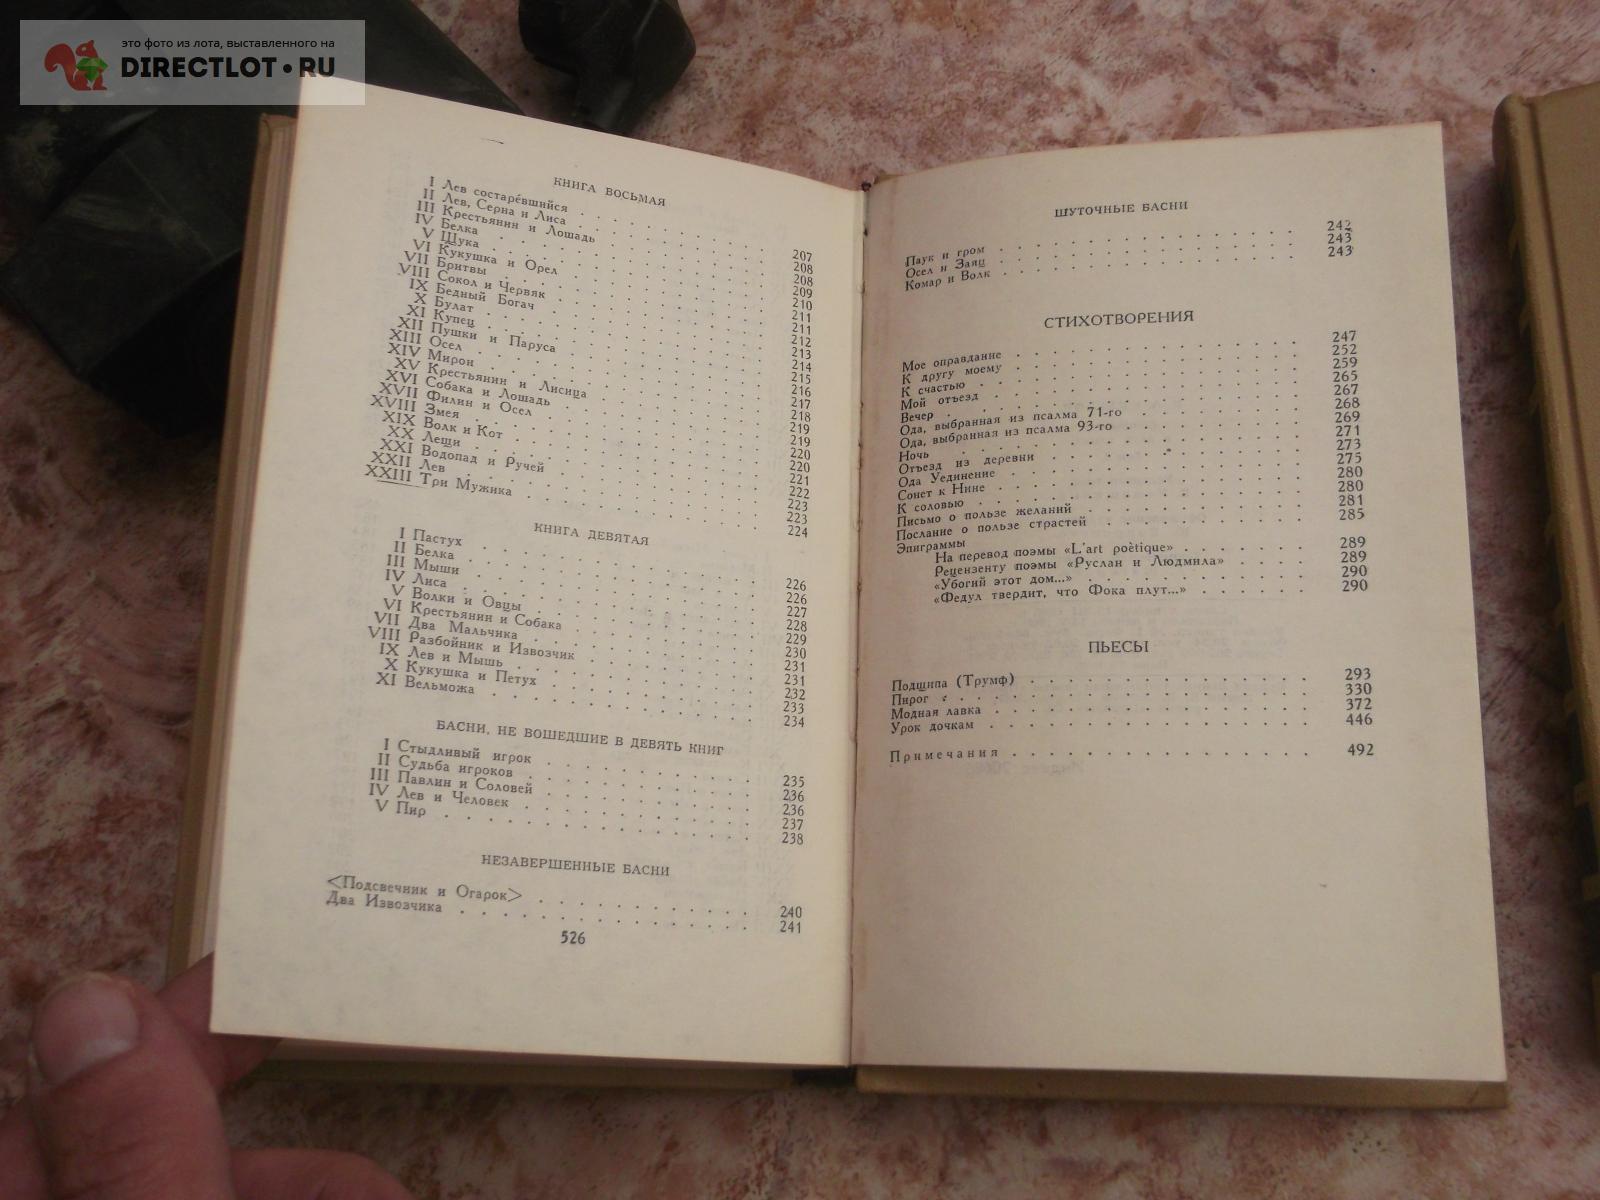 это фото из лота, выставленного на
DIRECTLOT•RU
КНИГА ВОСЬМАЯ
I Лев состаревшийся . . . . 207
II Лев, Серна и Лиса . . . . 208
III Крестьянин и Лошадь . . . . 208
IV Белка . . . . 209
V Щука . . . . 210
VI Кукушка и Орел . . . . 211
VII Бритвы . . . . 211
VIII Сокол и Червяк . . . . 212
IX Бедный Богач . . . . 213
X Булат . . . . 214
XI Купец . . . . 215
XII Пушки и Паруса . . . . 216
XIII Осел . . . . 217
XIV Мирон . . . . 218
XV Крестьянин и Лисица . . . . 219
XVI Собака и Лошадь . . . . 219
XVII Филин и Осел . . . . 220
XVIII Змея . . . . 220
XIX Волк и Кот . . . . 221
XX Лещи . . . . 222
XXI Водопад и Ручей . . . . 223
XXII Лев . . . . 223
XXIII Три Мужика . . . . 224
КНИГА ДЕВЯТАЯ
I Пастух . . . . 226
II Белка . . . . 226
III Мыши . . . . 227
IV Лиса . . . . 228
V Волки и Овцы . . . . 229
VI Крестьянин и Собака . . . . 230
VII Два Мальчика . . . . 231
VIII Разбойник и Извозчик . . . . 231
IX Лев и Мышь . . . . 232
X Кукушка и Петух . . . . 233
XI Вельможа . . . . 234
БАСНИ, НЕ ВОШЕДШИЕ В ДЕВЯТЬ КНИГ
I Стыдливый игрок . . . . 235
II Судьба игроков . . . . 236
III Павлин и Соловей . . . . 236
IV Лев и Человек . . . . 237
V Пир . . . . 238
НЕЗАВЕРШЕННЫЕ БАСНИ
<Подсвечник и Огарок> . . . . 240
Два Извозчика . . . . 241
526
ШУТОЧНЫЕ БАСНИ
Паук и гром . . . . 242
Осел и Заяц . . . . 243
Комар и Волк . . . . 243
СТИХОТВОРЕНИЯ
Мое оправдание . . . . 247
К другу моему . . . . 252
К счастью . . . . 259
Мой отъезд . . . . 265
Вечер . . . . 267
Ода, выбранная из псалма 71-го . . . . 268
Ода, выбранная из псалма 93-го . . . . 269
Ночь . . . . 271
Отъезд из деревни . . . . 273
Ода Уединение . . . . 275
Сонет к Нине . . . . 280
К соловью . . . . 280
Письмо о пользе желаний . . . . 281
Послание о пользе страстей . . . . 285
Эпиграммы
На перевод поэмы «L'art poètique» . . . . 289
Рецензенту поэмы «Руслан и Людмила» . . . . 289
«Убогий этот дом...» . . . . 290
«Федул твердит, что Фока плут...» . . . . 290
ПЬЕСЫ
Подщипа (Трумф) . . . . 293
Пирог . . . . 330
Модная лавка . . . . 372
Урок дочкам . . . . 446
Примечания . . . . 492